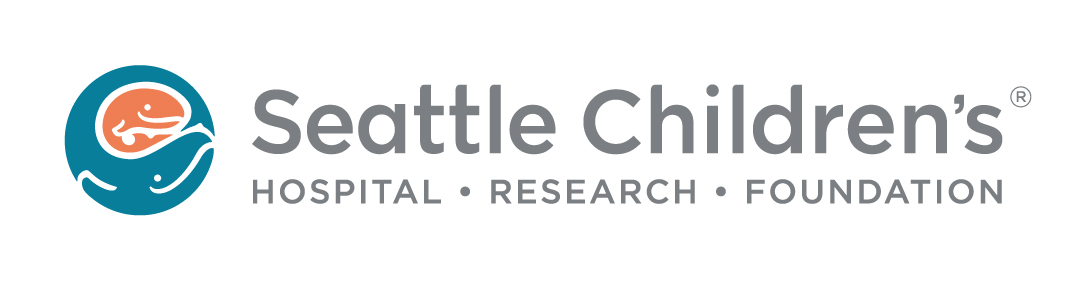 Seattle Children's®
HOSPITAL • RESEARCH • FOUNDATION